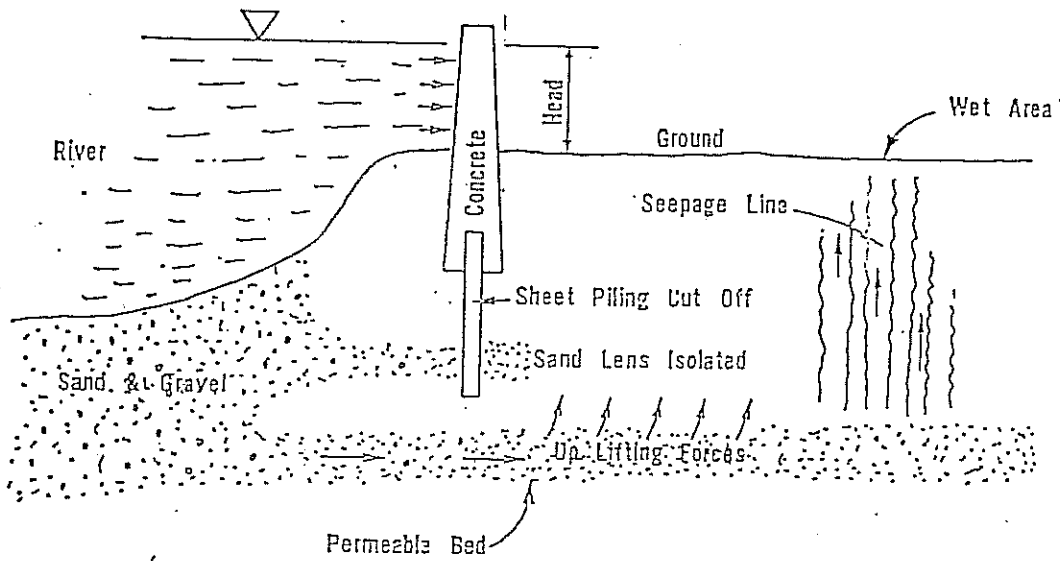 Head
Wet Area
River
Ground
Concrete
Seepage Line
Sheet Piling Cut Off
Sand Lens Isolated
Sand & Gravel
Up Lifting Forces
Permeable Bed